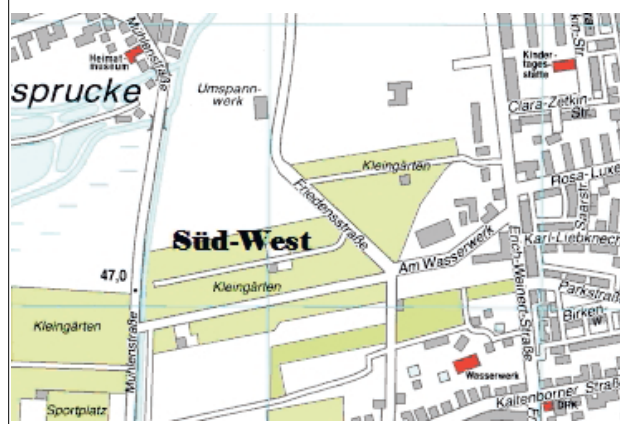 Mühlenstraße
Heimat-
museum
sprucke
Umspann-
werk
Kinder-
tages-
stätte
Str.
Clara-Zetkin-
Str.
Kleingärten
Rosa-Luxe
Saarstr.
Friedensstraße
Süd-West
Karl-Liebknech
Am Wasserwerk
Erich-Weinert-Straße
47,0
Kleingärten
Parkstraße
Birken-
w.
Kleingärten
Mühlenstraße
Wasserwerk
Kaltenborner Straße
Sportplatz
DRK